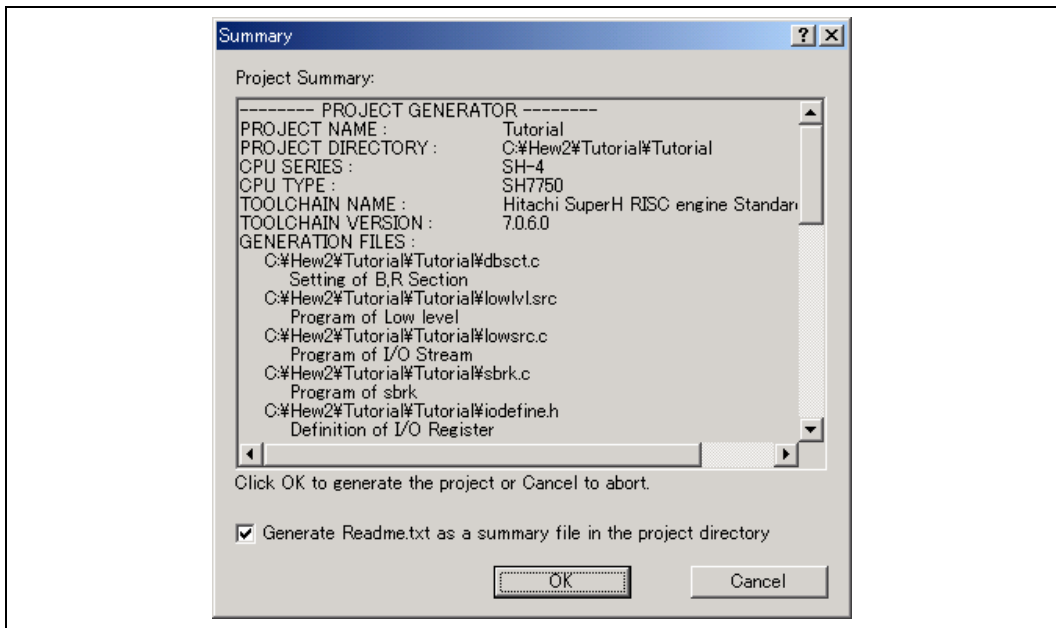 Summary
Project Summary:
-------- PROJECT GENERATOR --------
PROJECT NAME : Tutorial
PROJECT DIRECTORY : C:¥Hew2¥Tutorial¥Tutorial
CPU SERIES : SH-4
CPU TYPE : SH7750
TOOLCHAIN NAME : Hitachi SuperH RISC engine
TOOLCHAIN VERSION : 7.0.6.0
GENERATION FILES :
C:¥Hew2¥Tutorial¥Tutorial¥dbsct.c
Setting of B,R Section
C:¥Hew2¥Tutorial¥Tutorial¥lowlvl.src
Program of Low level
C:¥Hew2¥Tutorial¥Tutorial¥lowsrc.c
Program of I/O Stream
C:¥Hew2¥Tutorial¥Tutorial¥sbrk.c
Program of sbrk
C:¥Hew2¥Tutorial¥Tutorial¥iodefine.h
Definition of I/O Register
Click OK to generate the project or Cancel to abort.
Generate Readme.txt as a summary file in the project directory
OK Cancel